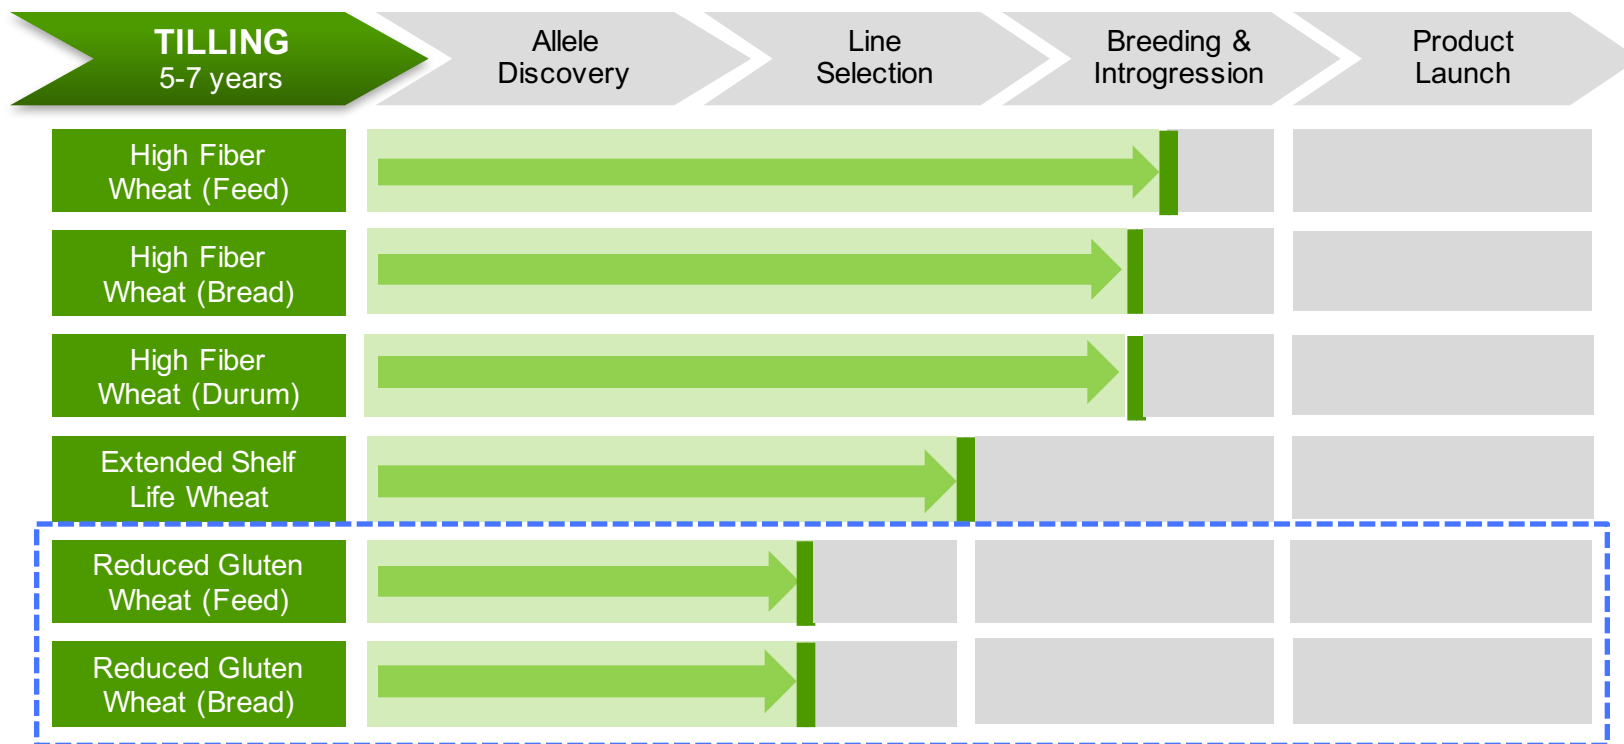 TILLING
5-7 years
Allele
Discovery
Line
Selection
Breeding &
Introgression
Product
Launch
High Fiber
Wheat (Feed)
High Fiber
Wheat (Bread)
High Fiber
Wheat (Durum)
Extended Shelf
Life Wheat
Reduced Gluten
Wheat (Feed)
Reduced Gluten
Wheat (Bread)